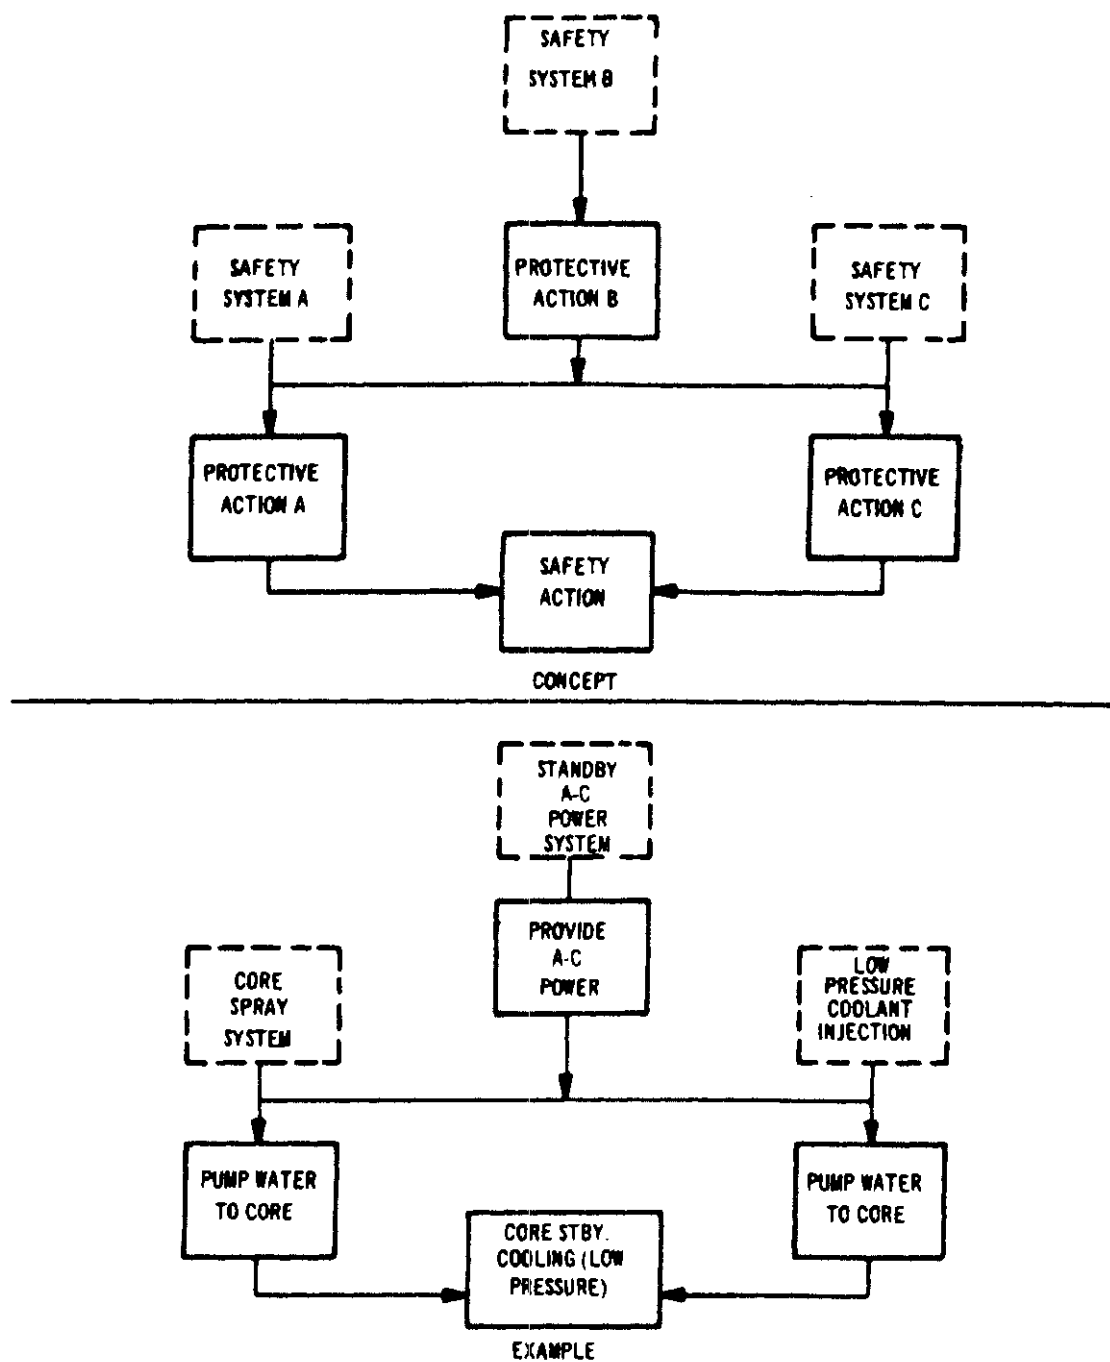 SAFETY
SYSTEM B
SAFETY
SYSTEM A
PROTECTIVE
ACTION B
SAFETY
SYSTEM C
PROTECTIVE
ACTION A
PROTECTIVE
ACTION C
SAFETY
ACTION
CONCEPT
STANDBY
A-C
POWER
SYSTEM
PROVIDE
A-C
POWER
CORE
SPRAY
SYSTEM
LOW
PRESSURE
COOLANT
INJECTION
PUMP WATER
TO CORE
PUMP WATER
TO CORE
CORE STBY.
COOLING (LOW
PRESSURE)
EXAMPLE